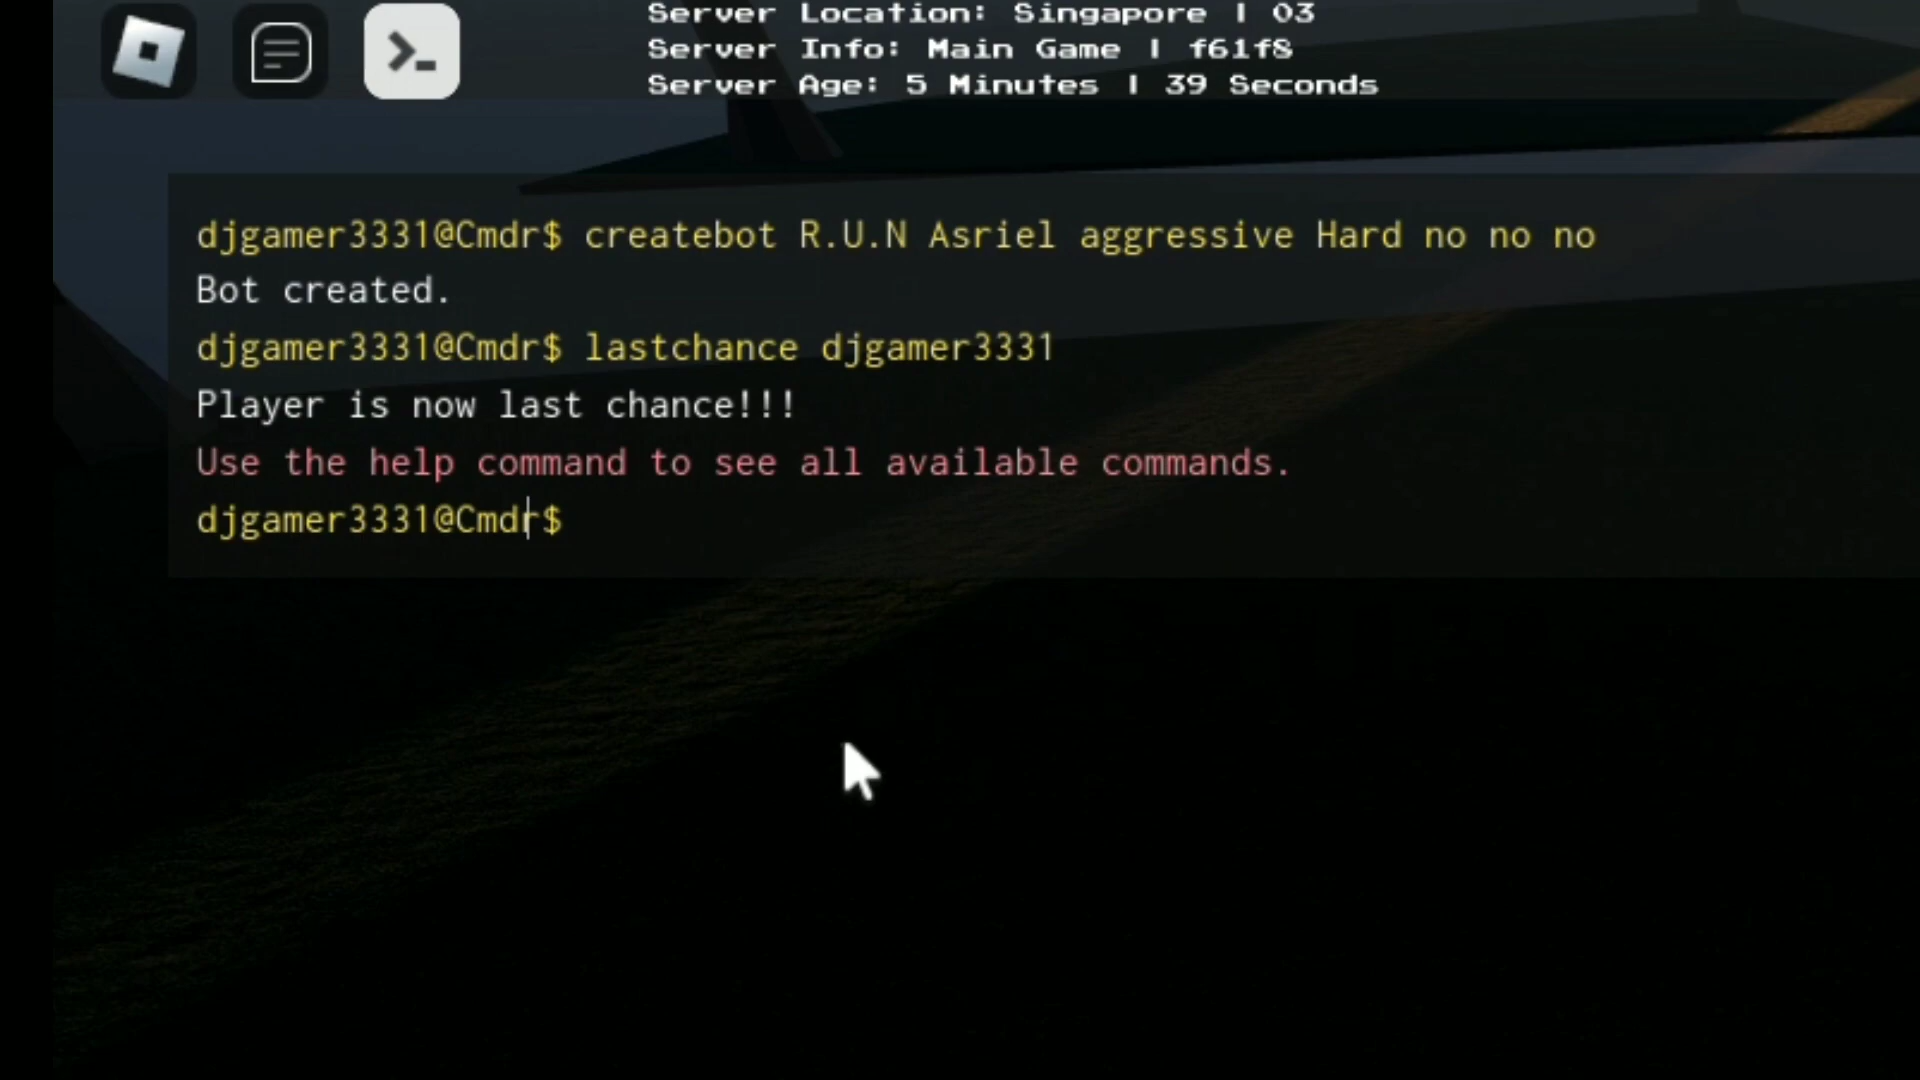 Server Location: Singapore | 03
Server Info: Main Game | f61f8
Server Age: 5 Minutes | 39 Seconds
djgamer3331@Cmdr$ createbot R.U.N Asriel aggressive Hard no no no
Bot created.
djgamer3331@Cmdr$ lastchance djgamer3331
Player is now last chance!!!
Use the help command to see all available commands.
djgamer3331@Cmdr$